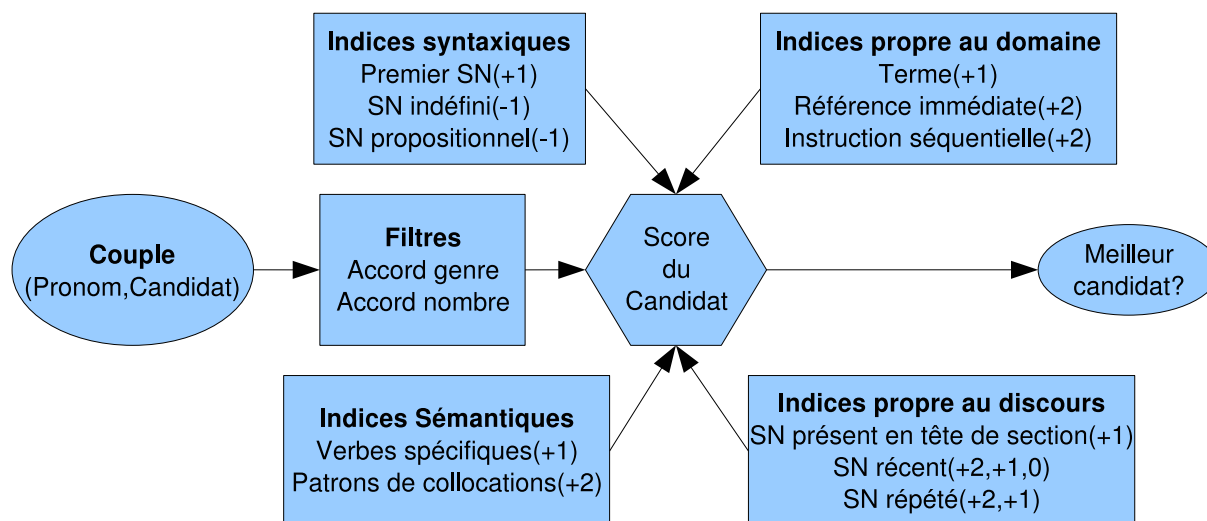 Indices syntaxiques
Premier SN(+1)
SN indéfini(-1)
SN propositionnel(-1)
Indices propre au domaine
Terme(+1)
Référence immédiate(+2)
Instruction séquentielle(+2)
Couple
(Pronom,Candidat)
Filtres
Accord genre
Accord nombre
Score
du
Candidat
Meilleur
candidat?
Indices Sémantiques
Verbes spécifiques(+1)
Patrons de collocations(+2)
Indices propre au discours
SN présent en tête de section(+1)
SN récent(+2,+1,0)
SN répété(+2,+1)